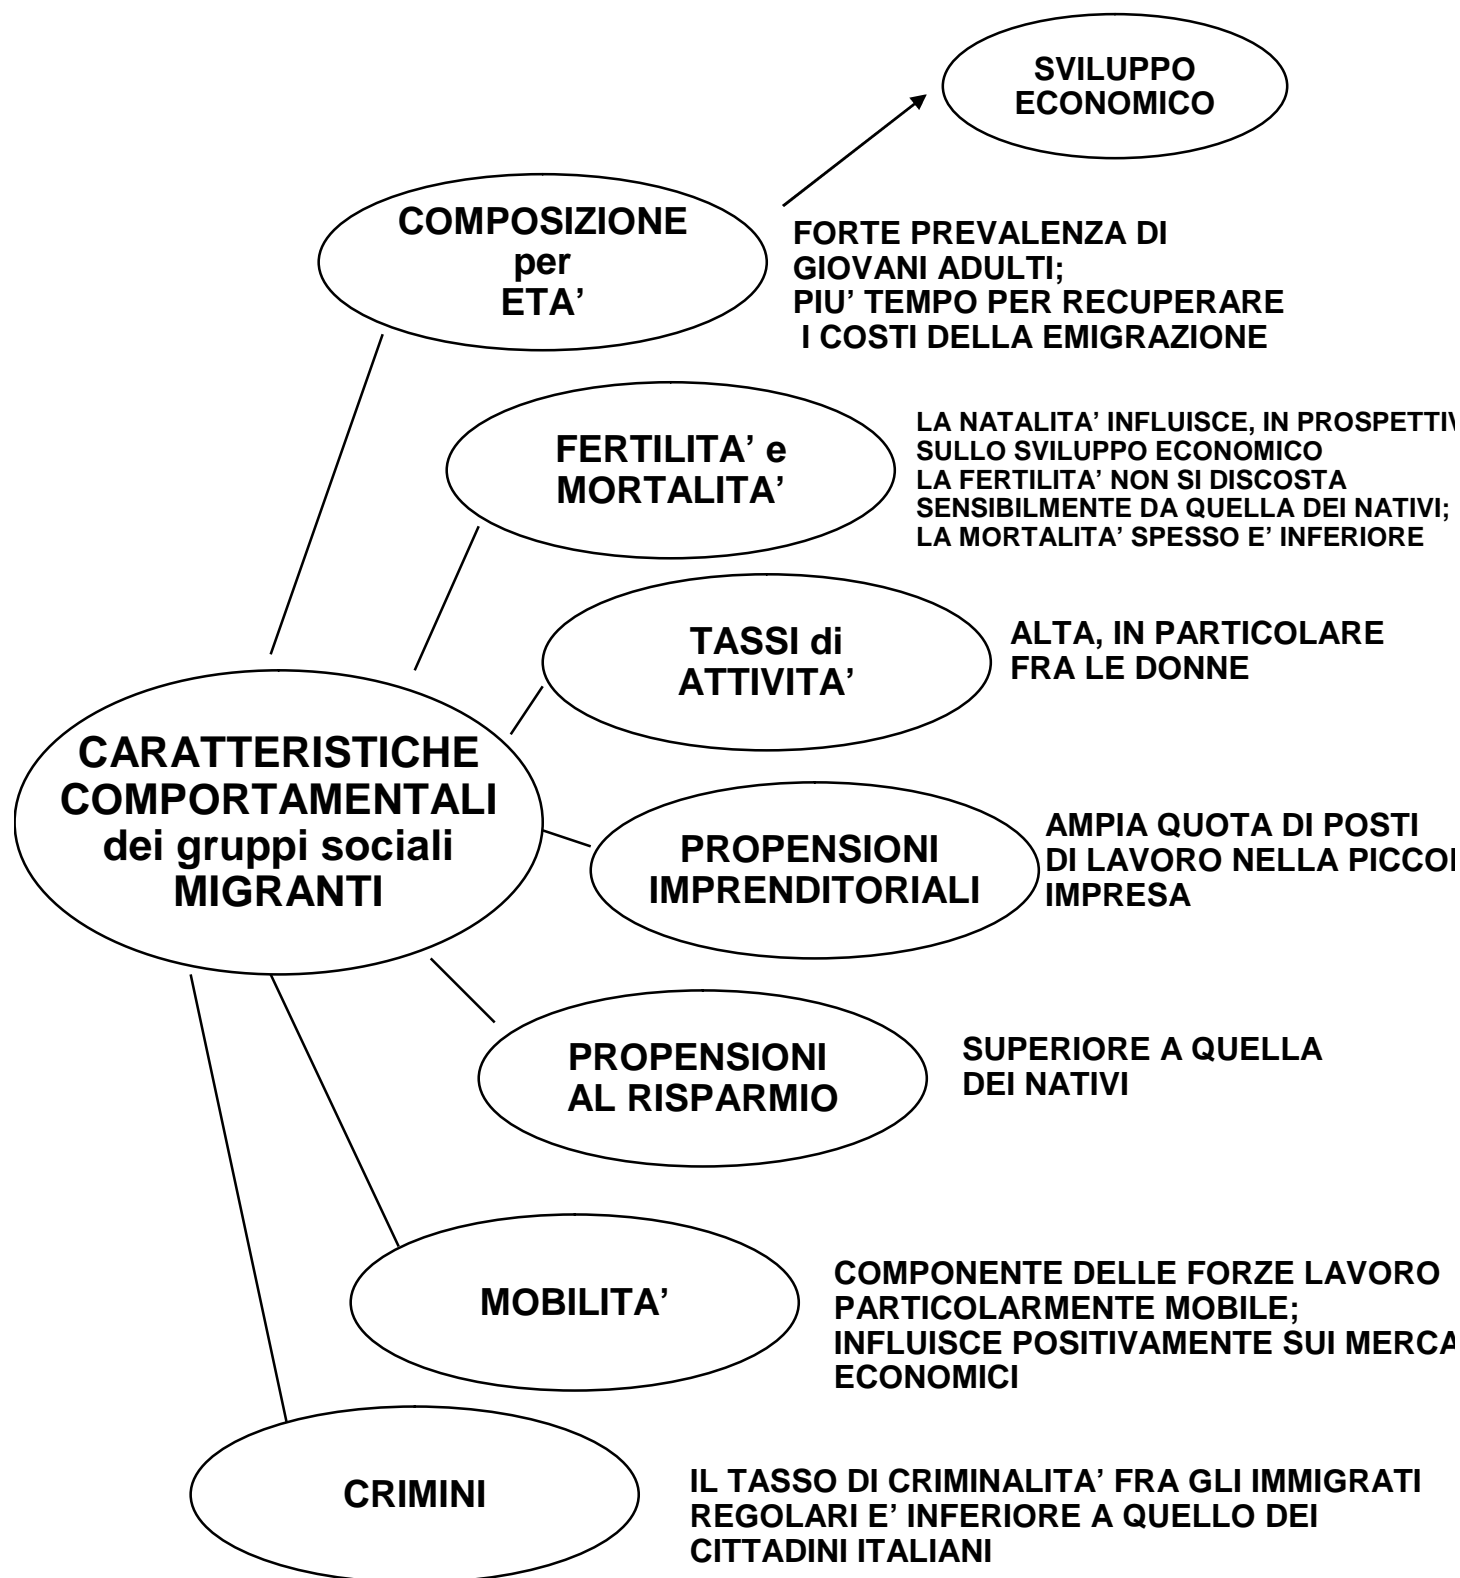 SVILUPPO
ECONOMICO
COMPOSIZIONE
per
ETA’
FORTE PREVALENZA DI
GIOVANI ADULTI;
PIU’ TEMPO PER RECUPERARE
I COSTI DELLA EMIGRAZIONE
FERTILITA’ e
MORTALITA’
LA NATALITA’ INFLUISCE, IN
SULLO SVILUPPO ECONOMICO
LA FERTILITA’ NON SI DISCOSTA
SENSIBILMENTE DA QUELLA DEI NATIVI;
LA MORTALITA’ SPESSO E’ INFERIORE
TASSI di
ATTIVITA’
ALTA, IN PARTICOLARE
FRA LE DONNE
CARATTERISTICHE
COMPORTAMENTALI
dei gruppi sociali
MIGRANTI
PROPENSIONI
IMPRENDITORIALI
AMPIA QUOTA DI POSTI
DI LAVORO NELLA
IMPRESA
PROPENSIONI
AL RISPARMIO
SUPERIORE A QUELLA
DEI NATIVI
MOBILITA’
COMPONENTE DELLE FORZE LAVORO
PARTICOLARMENTE MOBILE;
INFLUISCE POSITIVAMENTE SUI
ECONOMICI
CRIMINI
IL TASSO DI CRIMINALITA’ FRA GLI IMMIGRATI
REGOLARI E’ INFERIORE A QUELLO DEI
CITTADINI ITALIANI